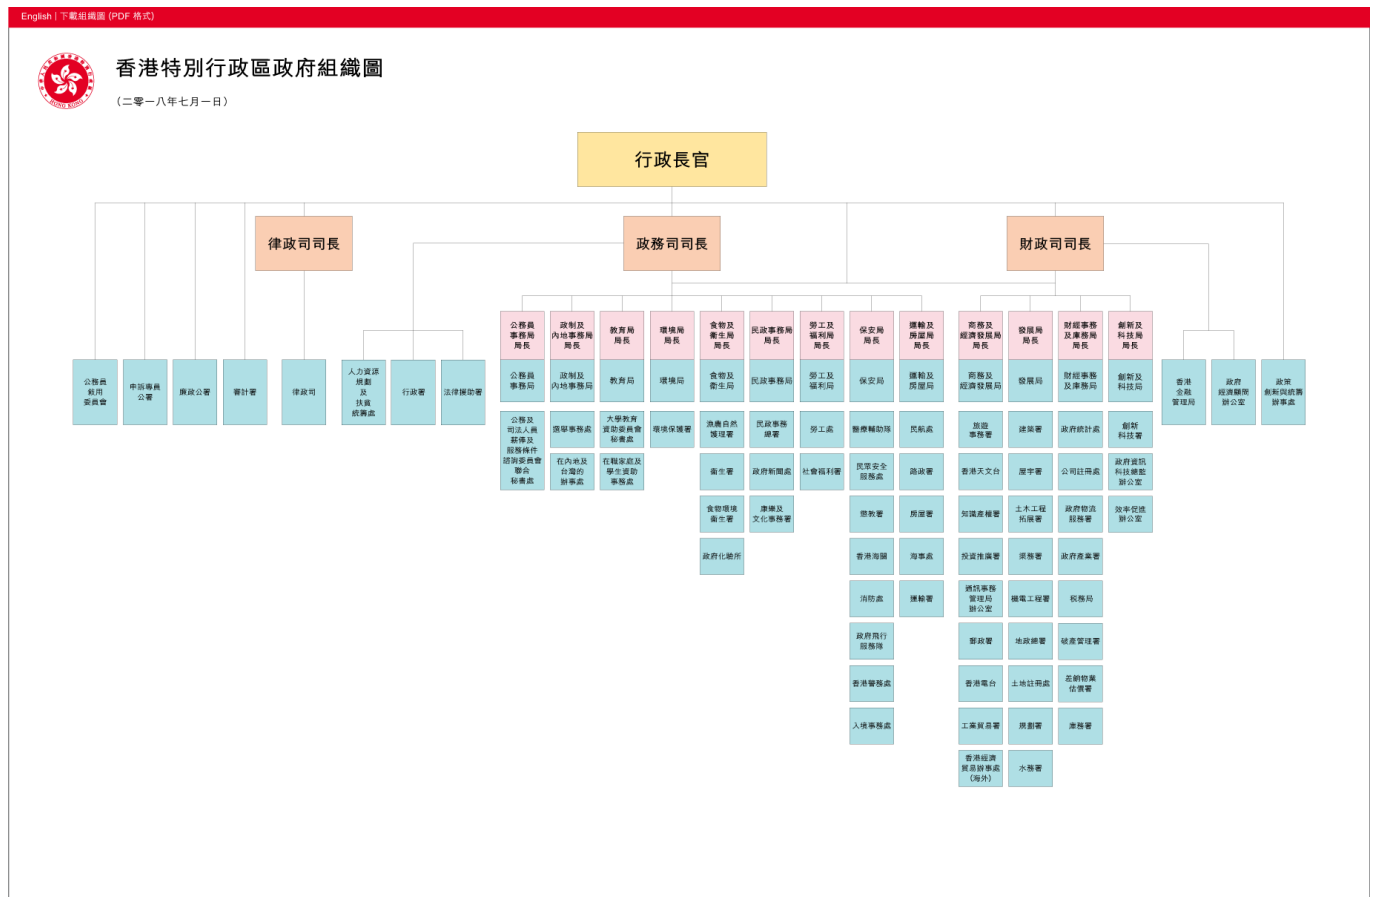 English | 下載組織圖 (PDF 格式)
香港特別行政區政府組織圖
（二零一八年七月一日）
HONG KONG
行政長官
律政司司長
政務司司長
財政司司長
公務員
事務局
局長
政制及
內地事務局
局長
教育局
局長
環境局
局長
食物及
衞生局
局長
民政事務局
局長
勞工及
福利局
局長
保安局
局長
運輸及
房屋局
局長
商務及
經濟發展局
局長
發展局
局長
財經事務
及庫務局
局長
創新及
科技局
局長
公務員
敍用
委員會
申訴專員
公署
廉政公署
審計署
律政司
人力資源
規劃
及
扶貧
統籌處
行政署
法律援助署
公務員
事務局
政制及
內地事務局
教育局
環境局
食物及
衞生局
民政事務局
勞工及
福利局
保安局
運輸及
房屋局
商務及
經濟發展局
發展局
財經事務
及庫務局
創新及
科技局
香港
金融
管理局
政府
經濟顧問
辦公室
政策
創新與統籌
辦事處
公務及
司法人員
薪俸及
服務條件
諮詢委員會
聯合
秘書處
選舉事務處
大學教育
資助委員會
秘書處
環境保護署
漁農自然
護理署
民政事務
總署
勞工處
醫療輔助隊
民航處
旅遊
事務署
建築署
政府統計處
創新
科技署
在內地及
台灣的
辦事處
在職家庭及
學生資助
事務處
衞生署
政府新聞處
社會福利署
民眾安全
服務處
路政署
香港天文台
屋宇署
公司註冊處
政府資訊
科技總監
辦公室
食物環境
衞生署
康樂及
文化事務署
懲教署
房屋署
知識產權署
土木工程
拓展署
政府物流
服務署
效率促進
辦公室
政府化驗所
香港海關
海事處
投資推廣署
渠務署
政府產業署
消防處
運輸署
通訊事務
管理局
辦公室
機電工程署
稅務局
政府飛行
服務隊
郵政署
地政總署
破產管理署
香港警務處
香港電台
土地註冊處
差餉物業
估價署
入境事務處
工業貿易署
規劃署
庫務署
香港經濟
貿易辦事處
(海外)
水務署